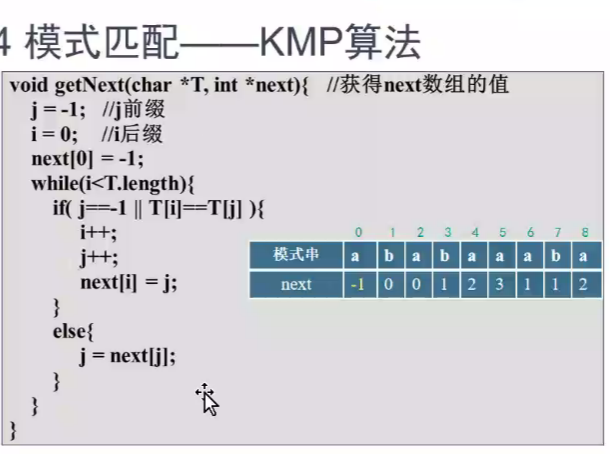 4 模式匹配——KMP算法
void getNext(char *T, int *next){ //获得next数组的值
j = -1; //j前缀
i = 0; //i后缀
next[0] = -1;
while(i<T.length){
if( j==-1 || T[i]==T[j] ){
i++;
j++;
next[i] = j;
}
else{
j = next[j];
}
}
}
0 1 2 3 4 5 6 7 8
模式串 a b a b a a a b a
next -1 0 0 1 2 3 1 1 2